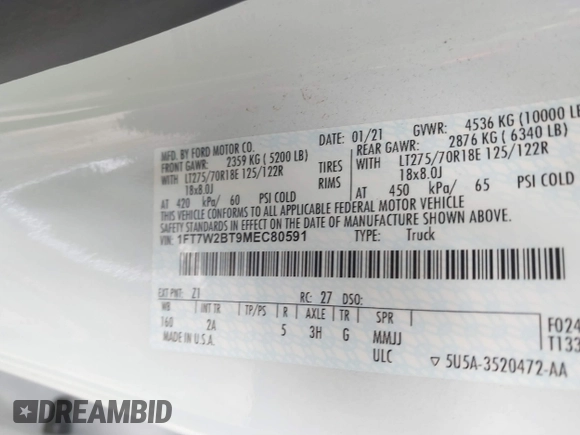 MFD. BY FORD MOTOR CO. 01/21 GVWR: 4536 KG (10000 LB
FRONT GAWR: 2359 KG ( 5200 LB) REAR GAWR: 2876 KG ( 6340 LB)
WITH LT275/70R18E 125/122R TIRES WITH LT275/70R18E 125/122R
18x8.0J RIMS 18x8.0J
AT 420 kPa/ 60 PSI COLD AT 450 kPa/ 65 PSI COLD
THIS VEHICLE CONFORMS TO ALL APPLICABLE FEDERAL MOTOR VEHICLE
SAFETY STANDARDS IN EFFECT ON THE DATE OF MANUFACTURE SHOWN ABOVE.
VIN: 1FT7W2BT9MEC80591 TYPE: Truck
EXT PNT: Z1 RC: 27 DSO:
WB INT TR TP/PS R AXLE TR SPR
160 2A 5 3H G MMJJ
MADE IN U.S.A. ULC
F024
T133
▽ 5U5A-3520472-AA
DREAMBID